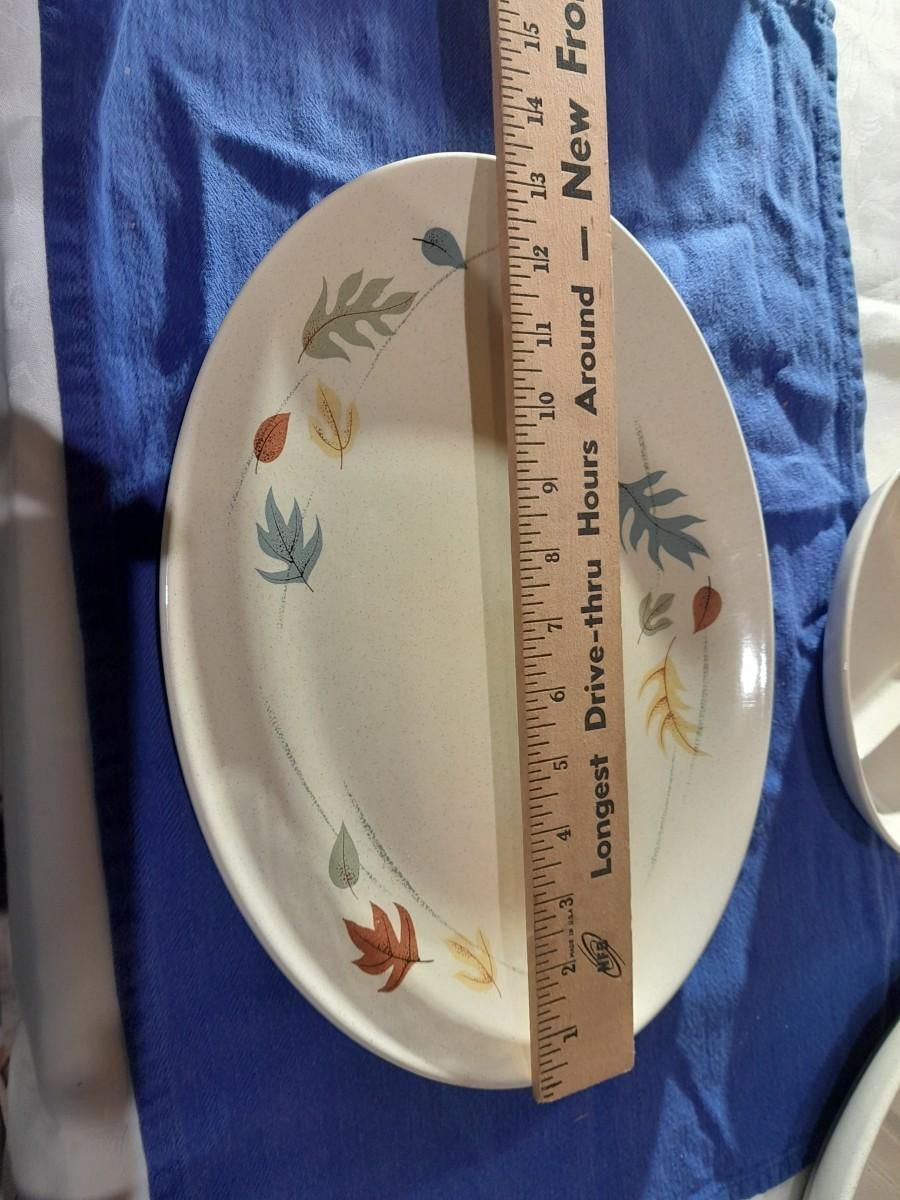 Longest Drive-thru Hours Around — New Fro
NFB
MADE IN U.S.A
1 2 3 4 5 6 7 8 9 10 11 12 13 14 15